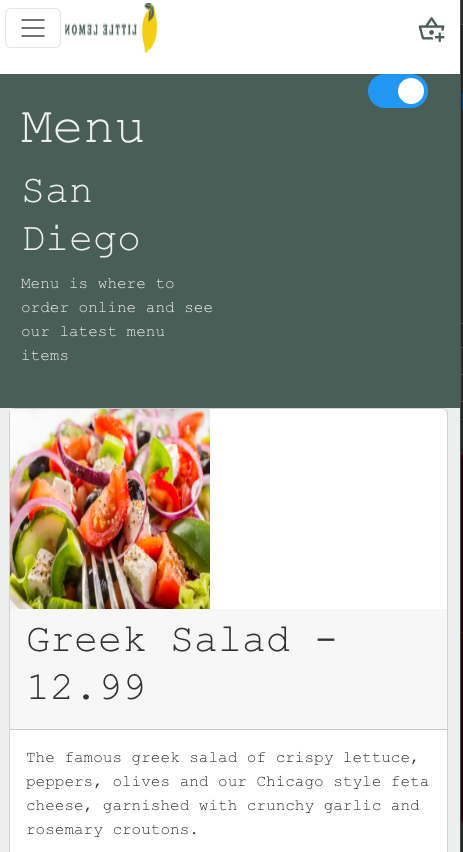 LITTLE LEMON
Menu
San
Diego
Menu is where to
order online and see
our latest menu
items
Greek Salad -
12.99
The famous greek salad of crispy lettuce,
peppers, olives and our Chicago style feta
cheese, garnished with crunchy garlic and
rosemary croutons.